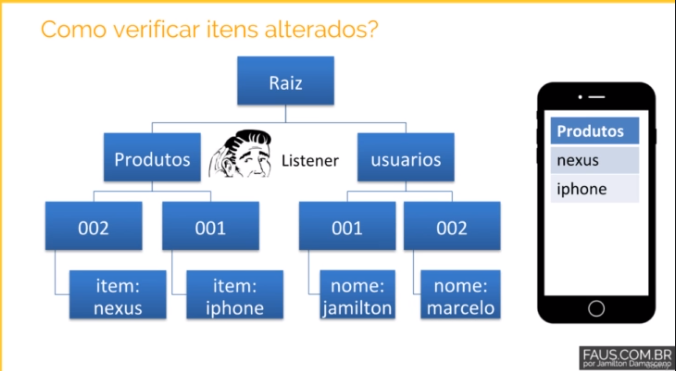 Como verificar itens alterados?
Raiz
Produtos
Listener
usuarios
Produtos
nexus
iphone
002
001
001
002
item:
nexus
item:
iphone
nome:
jamilton
nome:
marcelo
FAUS.COM.BR
por Jamilton Damasceno